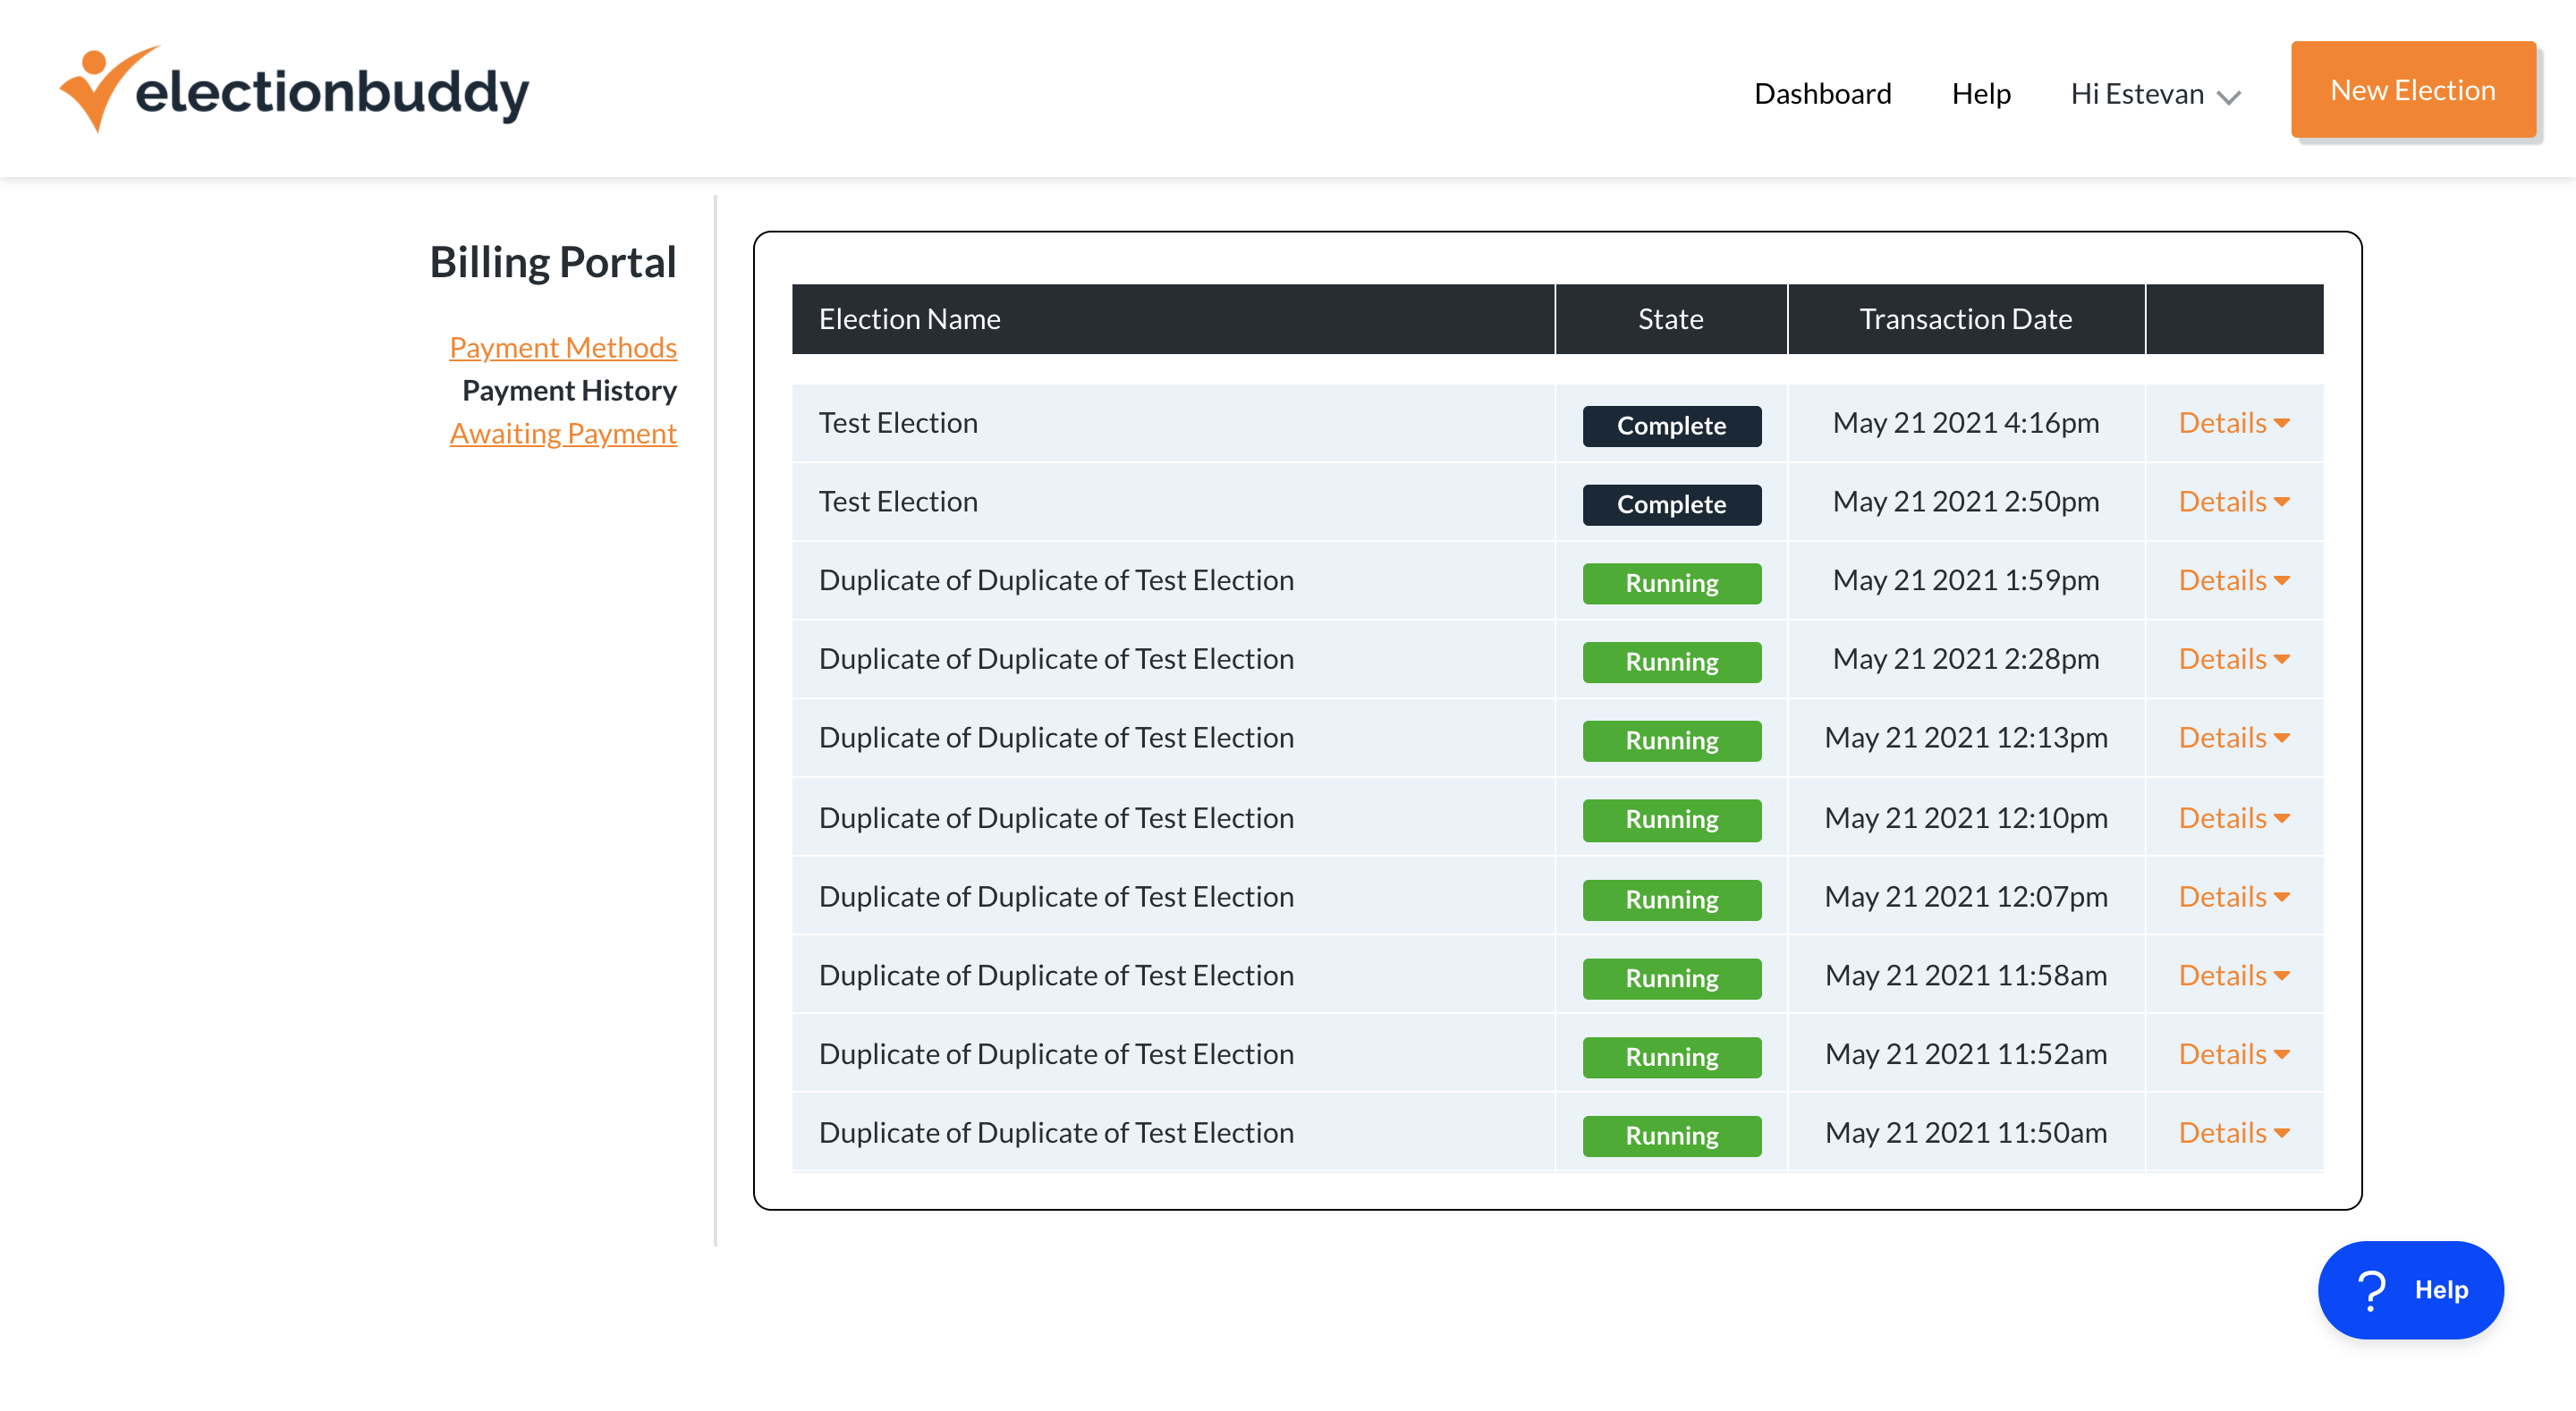 electionbuddy
Dashboard Help Hi Estevan New Election
Billing Portal
Payment Methods
Payment History
Awaiting Payment
Election Name State Transaction Date
Test Election Complete May 21 2021 4:16pm Details
Test Election Complete May 21 2021 2:50pm Details
Duplicate of Duplicate of Test Election Running May 21 2021 1:59pm Details
Duplicate of Duplicate of Test Election Running May 21 2021 2:28pm Details
Duplicate of Duplicate of Test Election Running May 21 2021 12:13pm Details
Duplicate of Duplicate of Test Election Running May 21 2021 12:10pm Details
Duplicate of Duplicate of Test Election Running May 21 2021 12:07pm Details
Duplicate of Duplicate of Test Election Running May 21 2021 11:58am Details
Duplicate of Duplicate of Test Election Running May 21 2021 11:52am Details
Duplicate of Duplicate of Test Election Running May 21 2021 11:50am Details
? Help